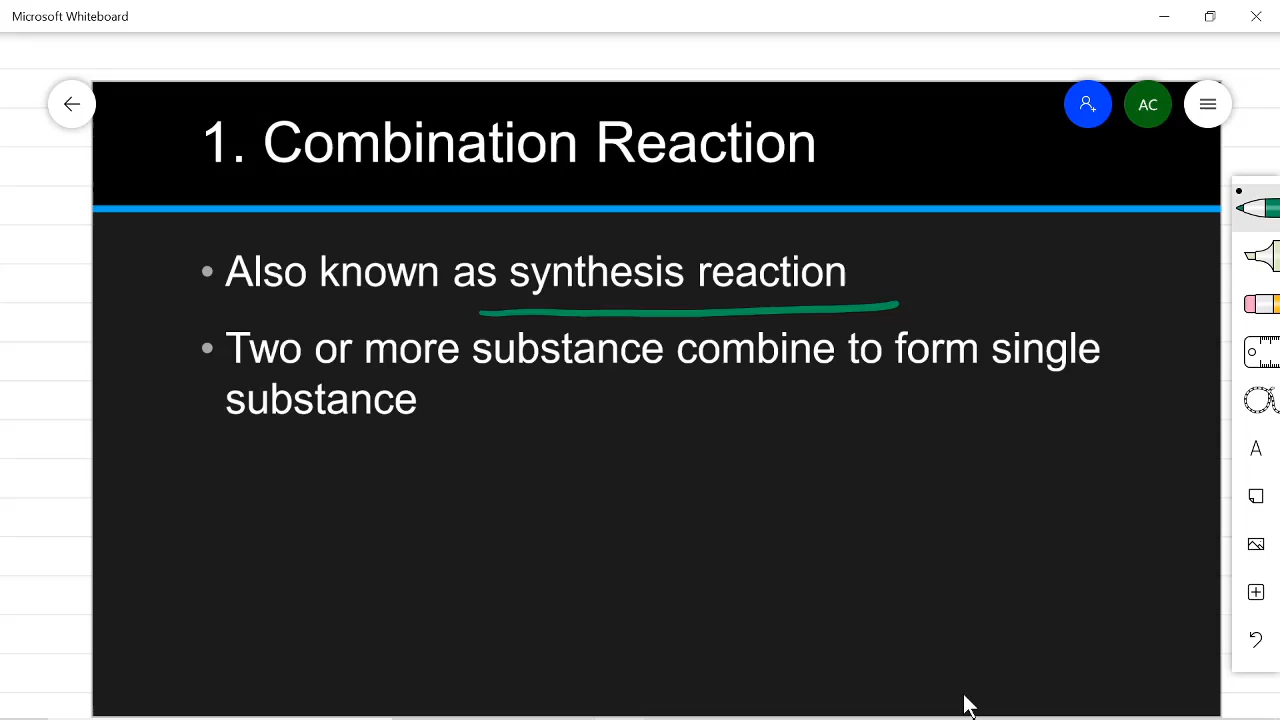 Microsoft Whiteboard
AC
1. Combination Reaction
• Also known as synthesis reaction
• Two or more substance combine to form single
substance
A